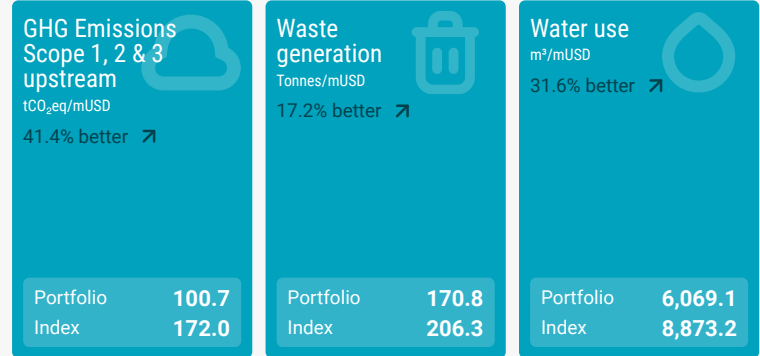 GHG Emissions
Scope 1, 2 & 3
upstream
tCO₂eq/mUSD
41.4% better
Portfolio 100.7
Index 172.0
Waste
generation
Tonnes/mUSD
17.2% better
Portfolio 170.8
Index 206.3
Water use
m³/mUSD
31.6% better
Portfolio 6,069.1
Index 8,873.2